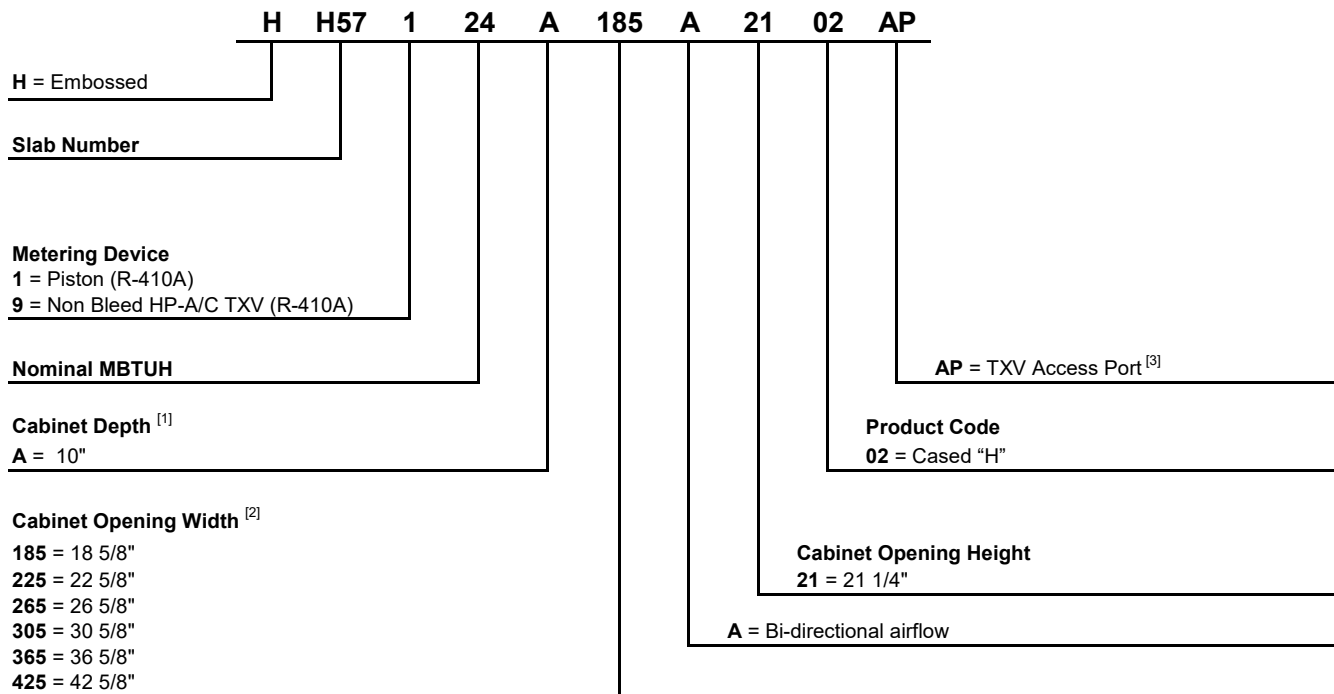 H H57 1 24 A 185 A 21 02 AP
H = Embossed
Slab Number
Metering Device
1 = Piston (R-410A)
9 = Non Bleed HP-A/C TXV (R-410A)
Nominal MBTUH
AP = TXV Access Port [3]
Cabinet Depth [1]
A = 10"
Product Code
02 = Cased “H”
Cabinet Opening Width [2]
185 = 18 5/8"
225 = 22 5/8"
265 = 26 5/8"
305 = 30 5/8"
365 = 36 5/8"
425 = 42 5/8"
Cabinet Opening Height
21 = 21 1/4"
A = Bi-directional airflow